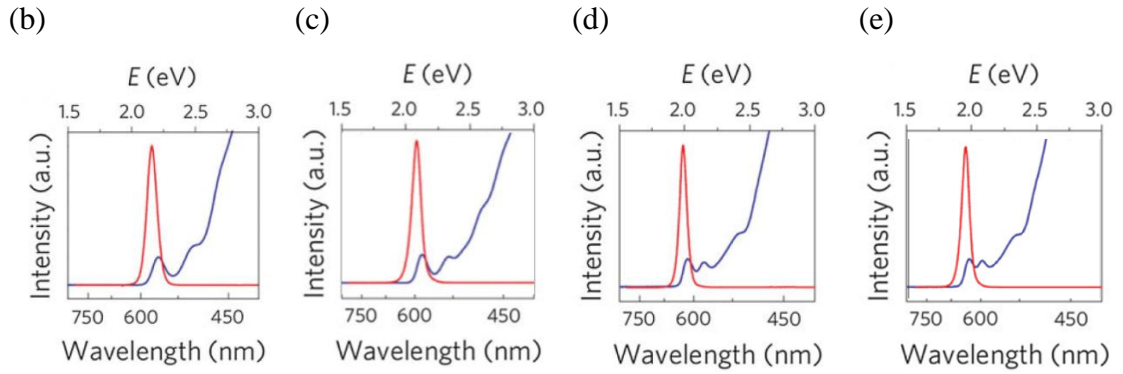 (b) (c) (d) (e)
E (eV) E (eV) E (eV) E (eV)
1.5 2.0 2.5 3.0 1.5 2.0 2.5 3.0 1.5 2.0 2.5 3.0 1.5 2.0 2.5 3.0
Intensity (a.u.) Intensity (a.u.) Intensity (a.u.) Intensity (a.u.)
750 600 450 750 600 450 750 600 450 750 600 450
Wavelength (nm) Wavelength (nm) Wavelength (nm) Wavelength (nm)